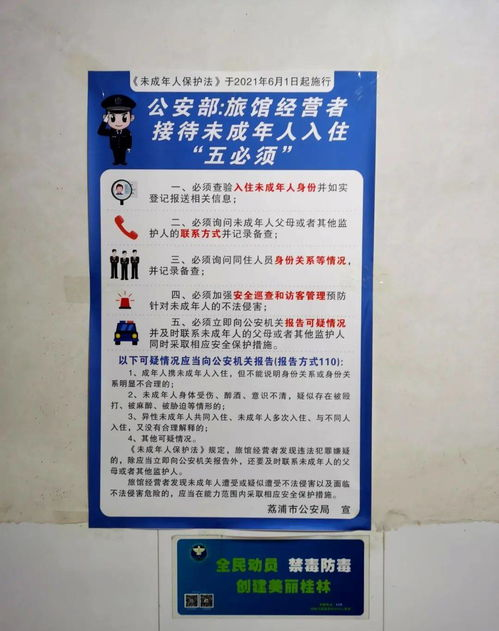 《未成年人保护法》于2021年6月1日起施行
公安部:旅馆经营者
接待未成年人入住
“五必须”
一、必须查验入住未成年人身份并如实
登记报送相关信息；
二、必须询问未成年人父母或者其他监
护人的联系方式并记录备查；
三、必须询问同住人员身份关系等情况，
并记录备查；
四、必须加强安全巡查和访客管理预防
针对未成年人的不法侵害；
五、必须立即向公安机关报告可疑情况
并及时联系未成年人的父母或者其他监护人
同时采取相应安全保护措施。
以下可疑情况应当向公安机关报告(报告方式110)：
1、成年人携未成年人入住，但不能说明身份关系或身份关
系明显不合理的；
2、未成年人身体受伤、醉酒、意识不清，疑似存在被殴
打、被麻醉、被胁迫等情形的；
3、异性未成年人共同入住、未成年人多次入住、与不同人
入住，又没有合理解释的；
4、其他可疑情况。
《未成年人保护法》规定，旅馆经营者发现违法犯罪嫌疑
的，除应当立即向公安机关报告外，还要及时联系未成年人的父
母或者其他监护人。
旅馆经营者发现未成年人遭受或疑似遭受不法侵害以及面临
不法侵害危险的，应当在能力范围内采取相应安全保护措施。
荔浦市公安局 宣
全民动员 禁毒防毒
创建美丽桂林